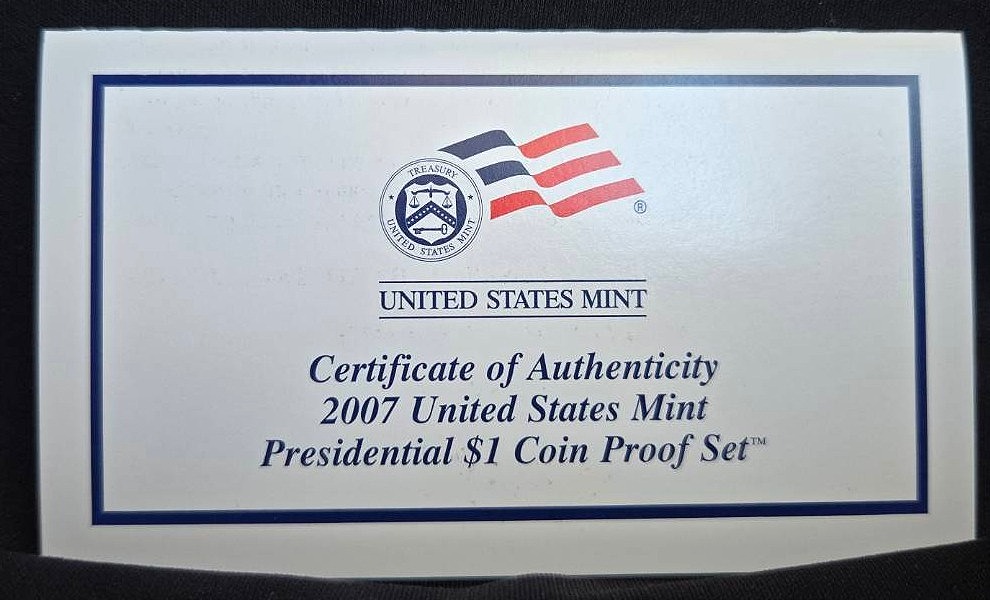 TREASURY
UNITED STATES MINT
®
UNITED STATES MINT
Certificate of Authenticity
2007 United States Mint
Presidential $1 Coin Proof Set™